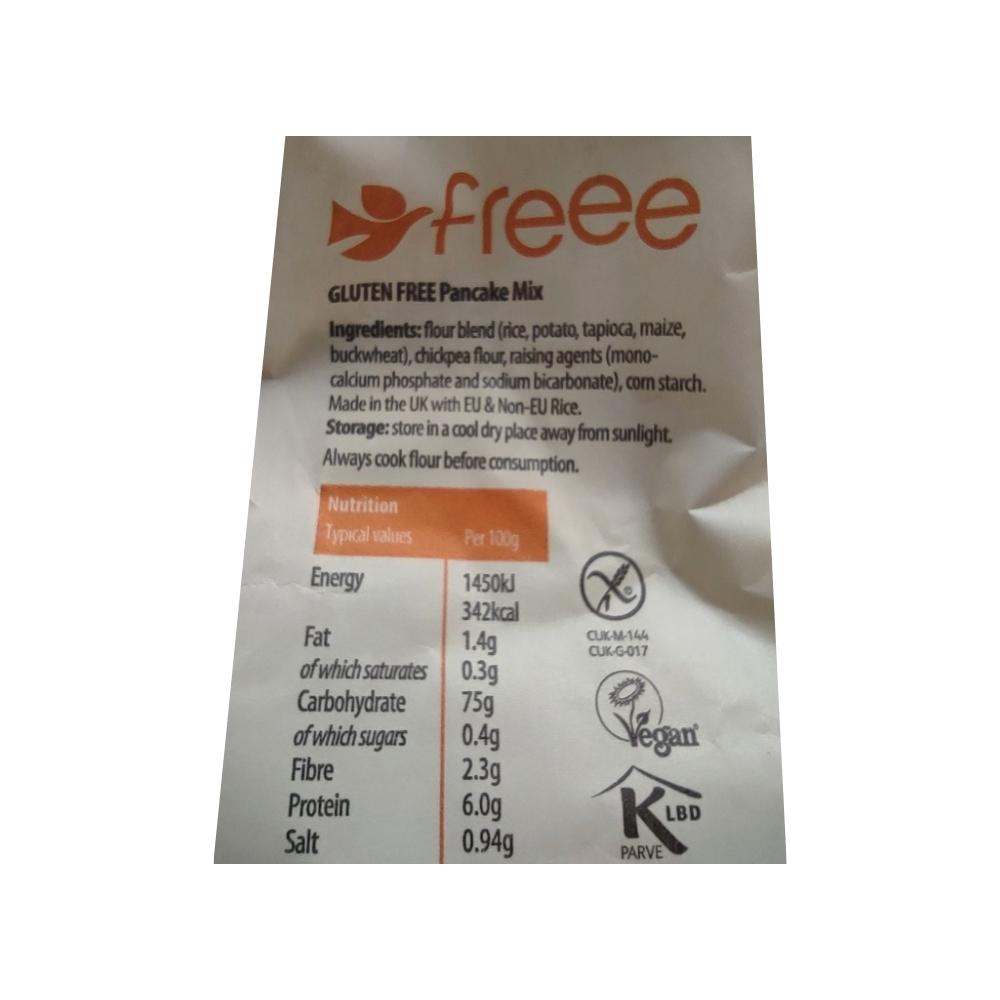 freee
GLUTEN FREE Pancake Mix
Ingredients: flour blend (rice, potato, tapioca, maize,
buckwheat), chickpea flour, raising agents (mono-
calcium phosphate and sodium bicarbonate), corn starch.
Made in the UK with EU & Non-EU Rice.
Storage: store in a cool dry place away from sunlight.
Always cook flour before consumption.
Nutrition
Typical values Per 100g
Energy 1450kJ
342kcal
Fat 1.4g
of which saturates 0.3g
Carbohydrate 75g
of which sugars 0.4g
Fibre 2.3g
Protein 6.0g
Salt 0.94g
CUK-M-144
CUK-G-017
Vegan
K LBD
PARVE